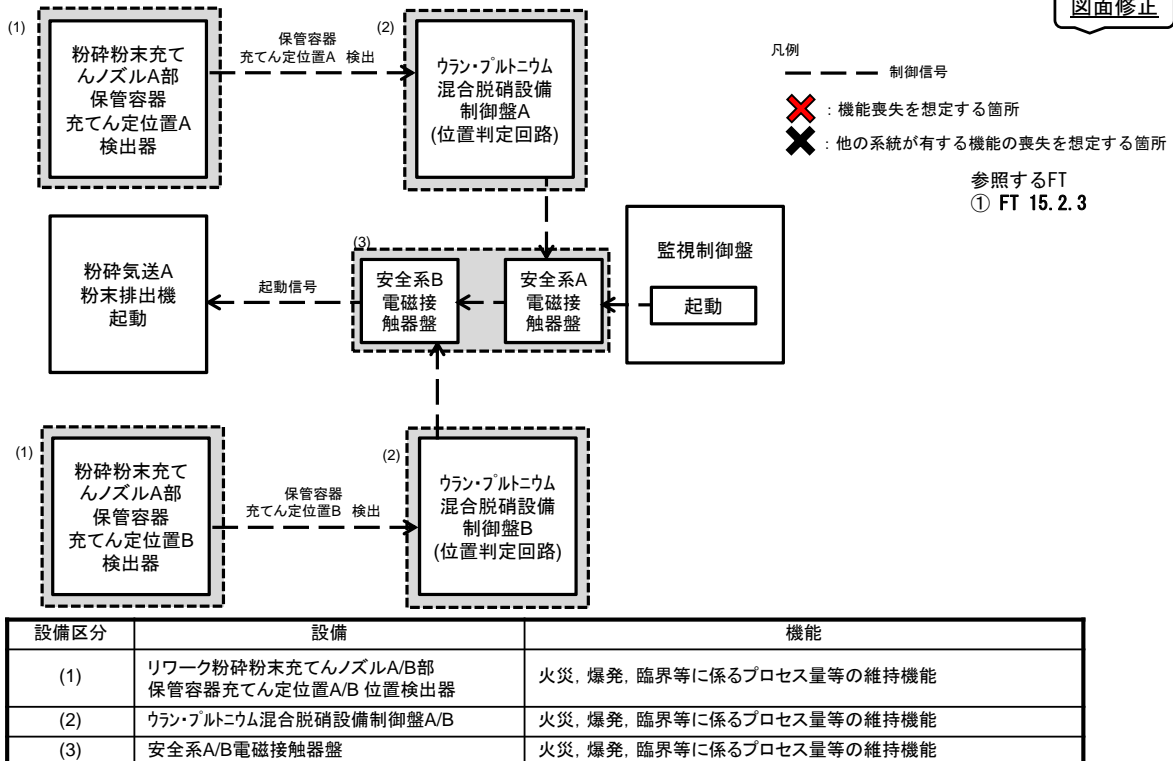 図面修正
(1)
粉砕粉末充て
んノズルA部
保管容器
充てん定位置A
検出器
保管容器
充てん定位置A 検出
(2)
ウラン・プルトニウム
混合脱硝設備
制御盤A
(位置判定回路)
凡例
制御信号
：機能喪失を想定する箇所
：他の系統が有する機能の喪失を想定する箇所
参照するFT
① FT 15.2.3
粉砕気送A
粉末排出機
起動
起動信号
(3)
安全系B
電磁接
触器盤
安全系A
電磁接
触器盤
監視制御盤
起動
(1)
粉砕粉末充て
んノズルA部
保管容器
充てん定位置B
検出器
保管容器
充てん定位置B 検出
(2)
ウラン・プルトニウム
混合脱硝設備
制御盤B
(位置判定回路)
設備区分 設備 機能
(1) リワーク粉砕粉末充てんノズルA/B部
保管容器充てん定位置A/B 位置検出器 火災, 爆発, 臨界等に係るプロセス量等の維持機能
(2) ウラン・プルトニウム混合脱硝設備制御盤A/B 火災, 爆発, 臨界等に係るプロセス量等の維持機能
(3) 安全系A/B電磁接触器盤 火災, 爆発, 臨界等に係るプロセス量等の維持機能